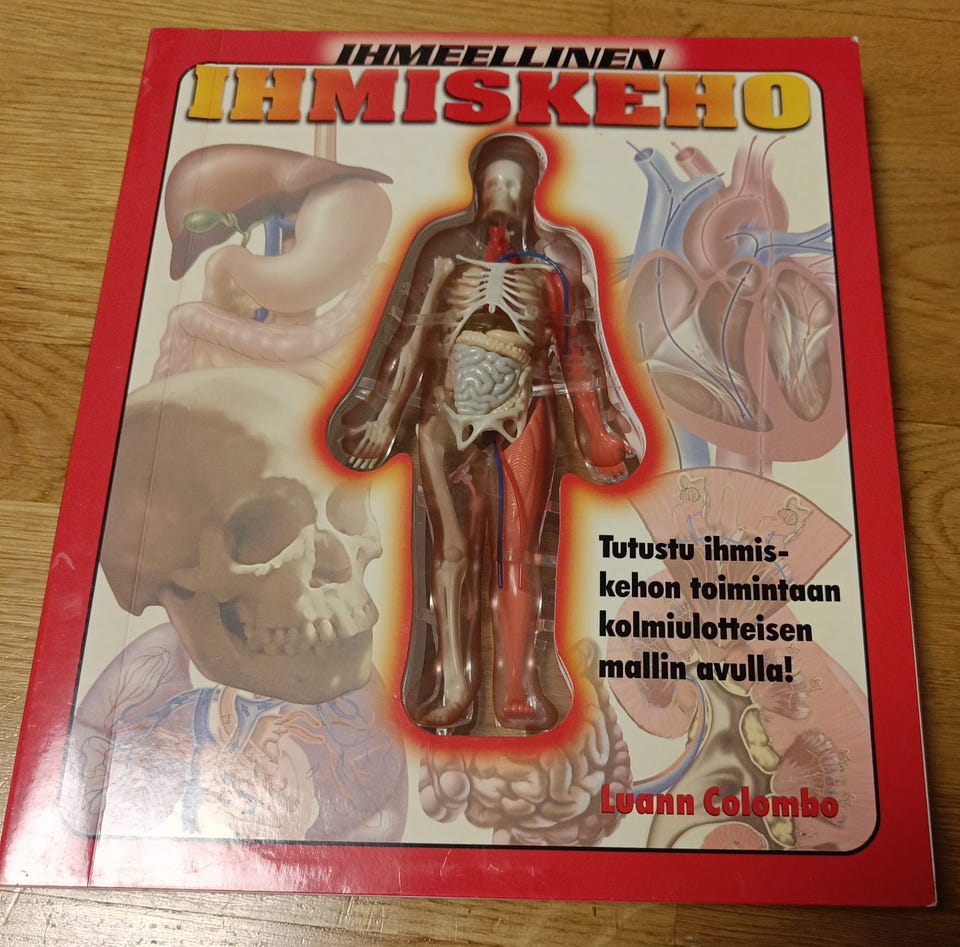 IHMEELLINEN
IHMISKEHO
Tutustu ihmis-
kehon toimintaan
kolmiulotteisen
mallin avulla!
Luann Colombo